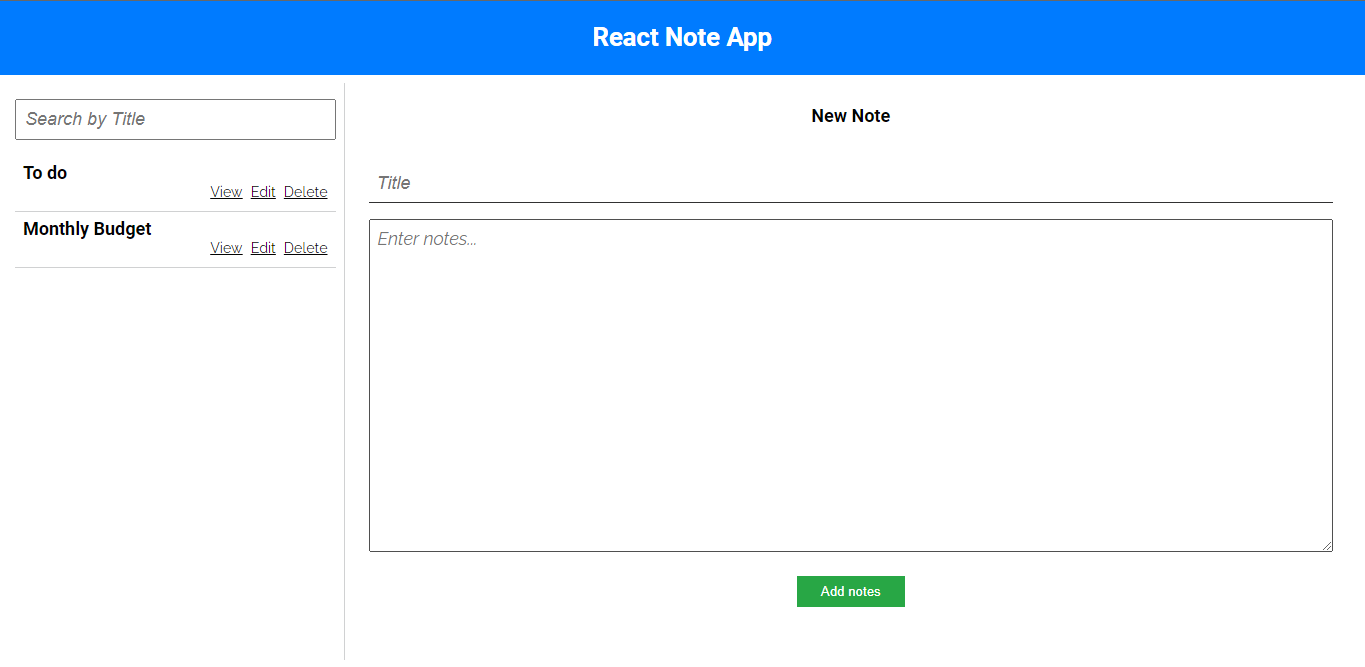 React Note App
Search by Title
To do
View Edit Delete
Monthly Budget
View Edit Delete
New Note
Title
Enter notes...
Add notes